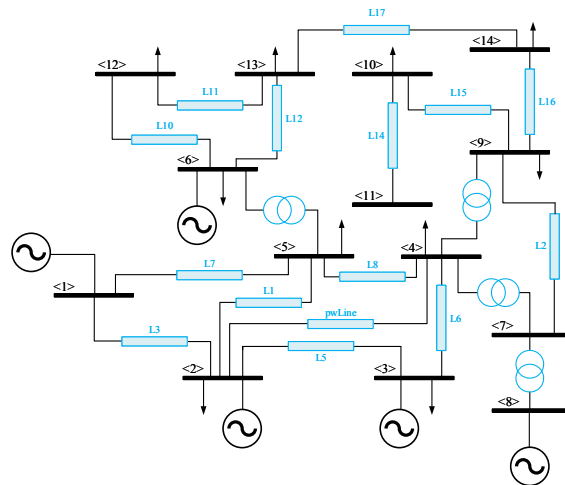 L17
<12>
<13>
<10>
<14>
L11
L15
L16
L12
L10
L14
<6>
<9>
<11>
<5>
<4>
L2
L7
L8
<1>
L1
pwLine
L6
L3
<7>
L5
<2>
<3>
<8>